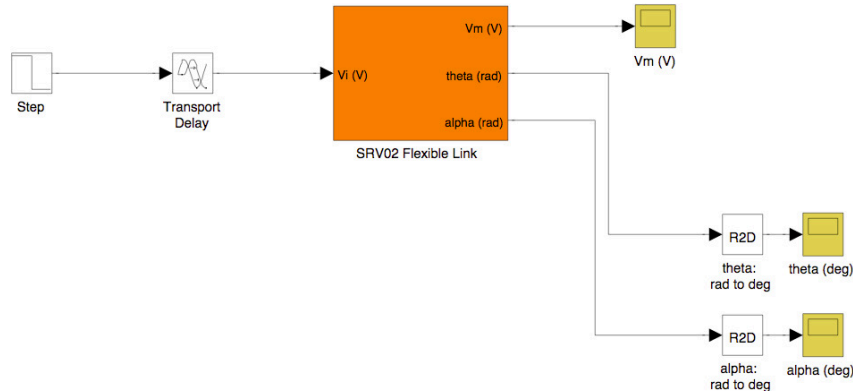 Vm (V)
Vm (V)
Vi (V)
theta (rad)
Step
Transport
Delay
alpha (rad)
SRV02 Flexible Link
R2D
theta:
rad to deg
theta (deg)
R2D
alpha:
rad to deg
alpha (deg)